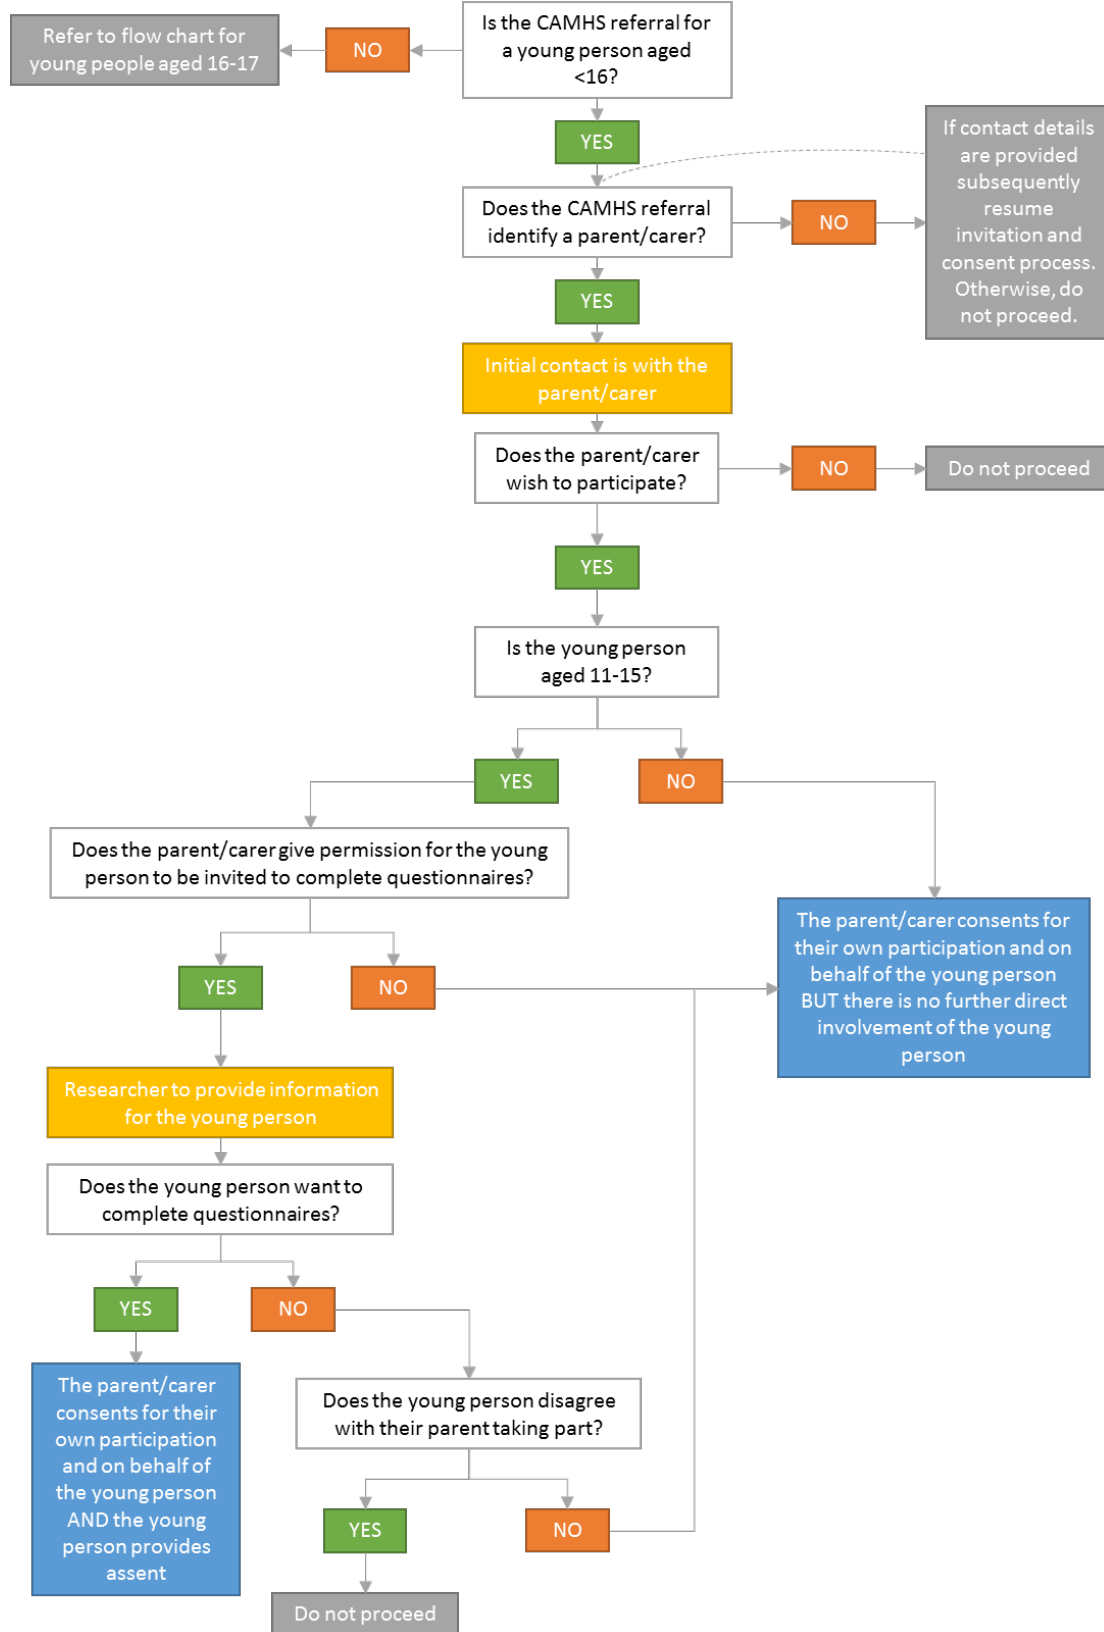 Is the CAMHS referral for
a young person aged
<16?
NO
Refer to flow chart for
young people aged 16-17
YES
Does the CAMHS referral
identify a parent/carer?
NO
If contact details
are provided
subsequently
resume
invitation and
consent process.
Otherwise, do
not proceed.
YES
Initial contact is with the
parent/carer
Does the parent/carer
wish to participate?
NO
Do not proceed
YES
Is the young person
aged 11-15?
YES
NO
Does the parent/carer give permission for the young
person to be invited to complete questionnaires?
YES
NO
The parent/carer consents for
their own participation and on
behalf of the young person
BUT there is no further direct
involvement of the young
person
Researcher to provide information
for the young person
Does the young person want to
complete questionnaires?
YES
NO
The parent/carer
consents for their
own participation
and on behalf of
the young person
AND the young
person provides
assent
Does the young person disagree
with their parent taking part?
YES
NO
Do not proceed